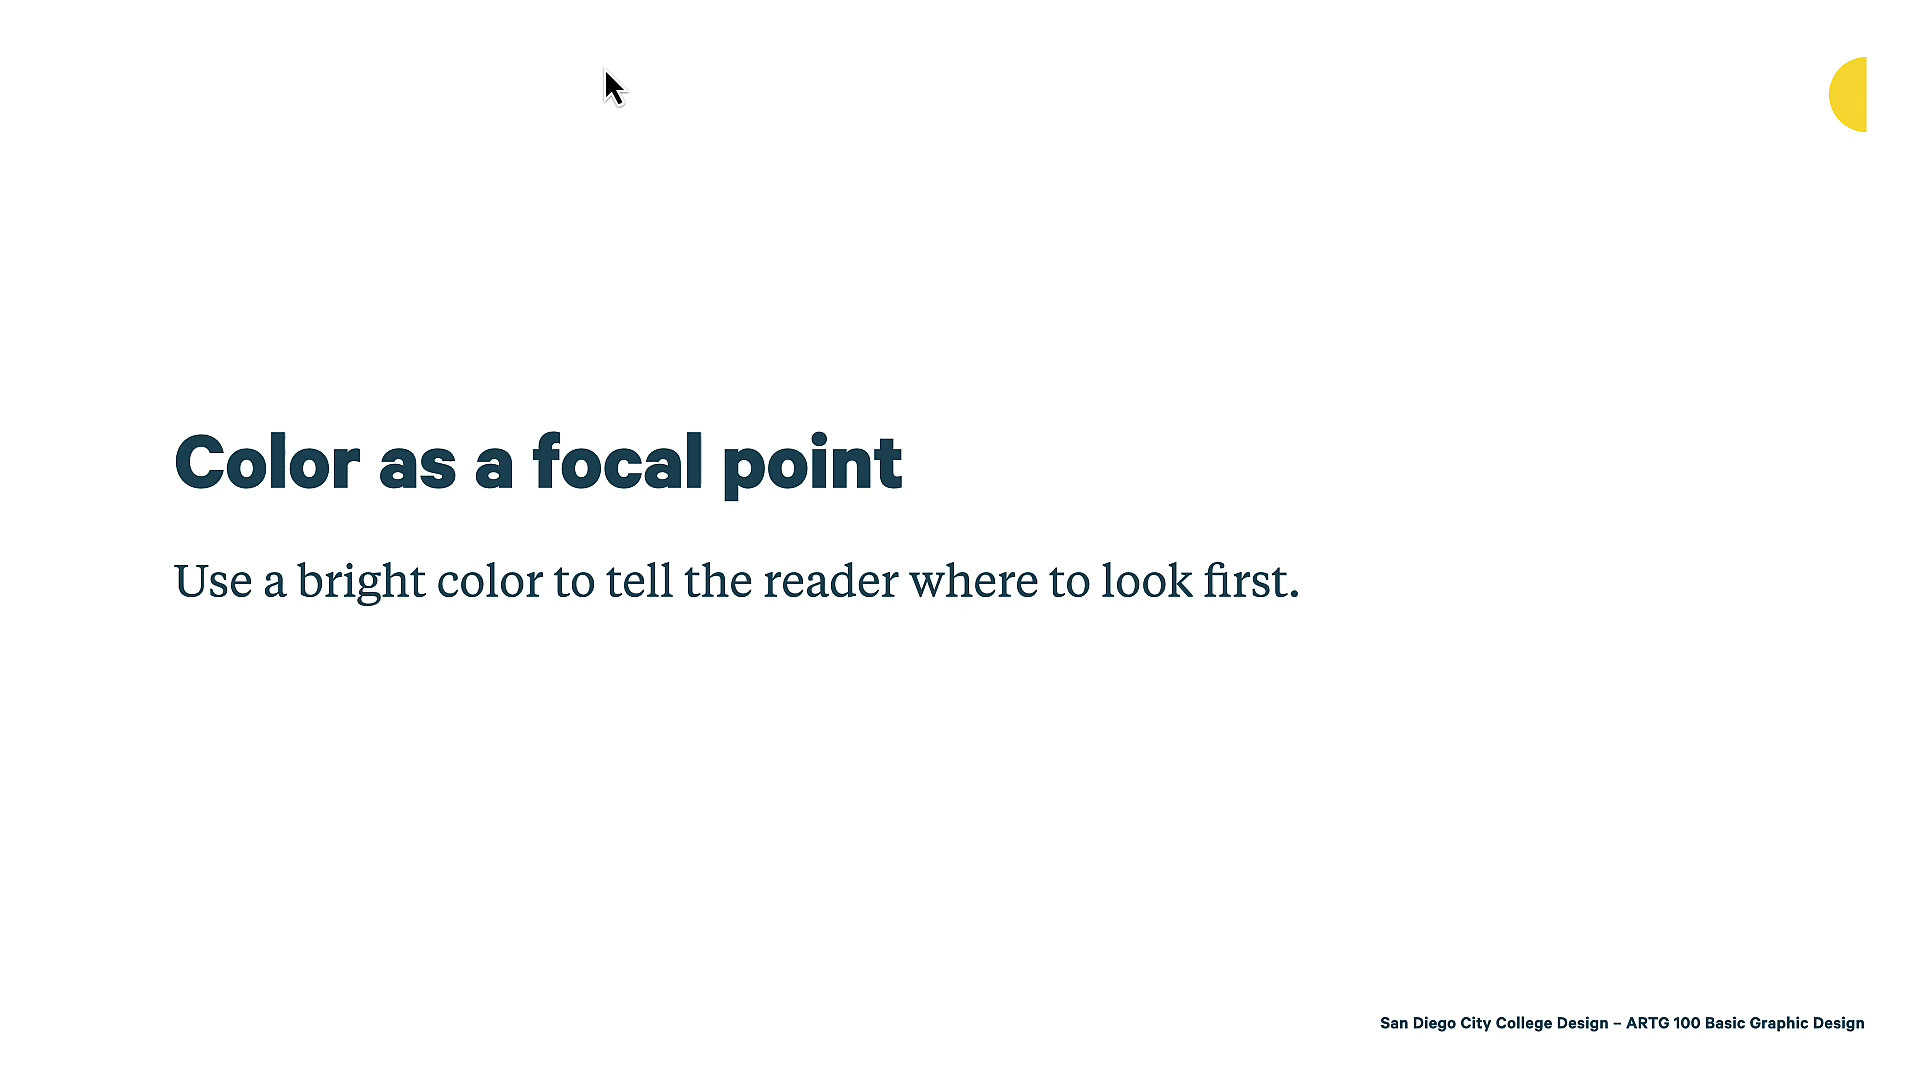 Color as a focal point
Use a bright color to tell the reader where to look first.
San Diego City College Design – ARTG 100 Basic Graphic Design